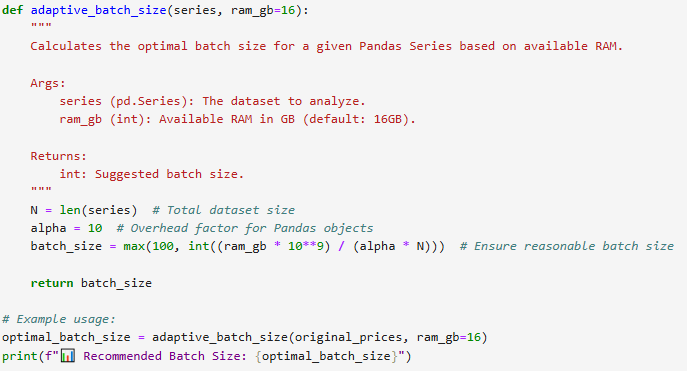 def adaptive_batch_size(series, ram_gb=16):
    """
    Calculates the optimal batch size for a given Pandas Series based on available RAM.

    Args:
        series (pd.Series): The dataset to analyze.
        ram_gb (int): Available RAM in GB (default: 16GB).

    Returns:
        int: Suggested batch size.
    """
    N = len(series)  # Total dataset size
    alpha = 10  # Overhead factor for Pandas objects
    batch_size = max(100, int((ram_gb * 10**9) / (alpha * N)))  # Ensure reasonable batch size

    return batch_size

# Example usage:
optimal_batch_size = adaptive_batch_size(original_prices, ram_gb=16)
print(f"📊 Recommended Batch Size: {optimal_batch_size}")